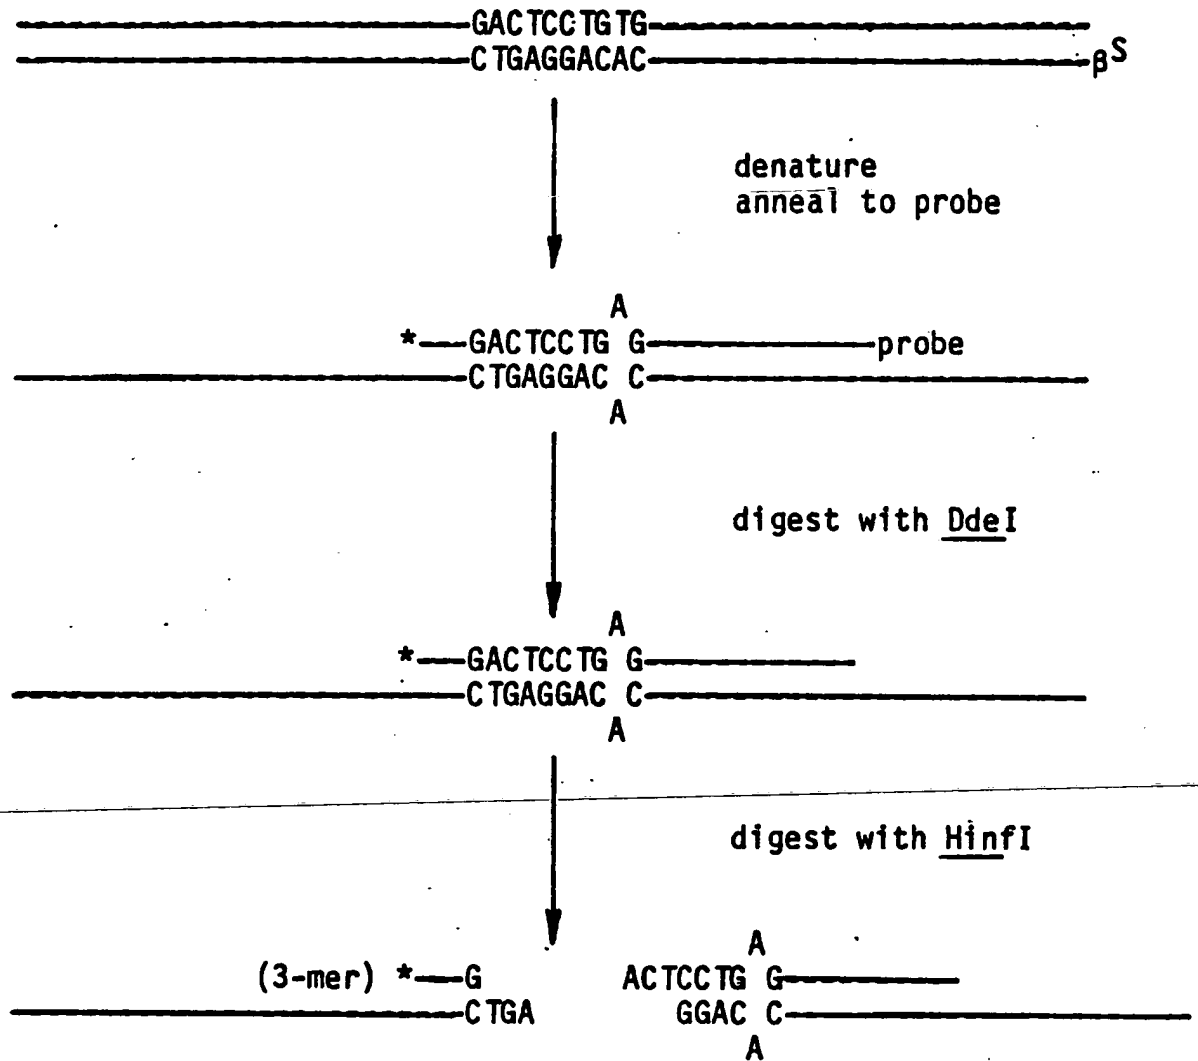 GACTCCTGTG
CTGAGGACAC βS
denature
anneal to probe
A
*—GACTCCTG G—probe
CTGAGGAC C
A
digest with DdeI
A
*—GACTCCTG G
CTGAGGAC C
A
digest with HinfI
A
(3-mer) *—G ACTCCTG G
CTGA GGAC C
A